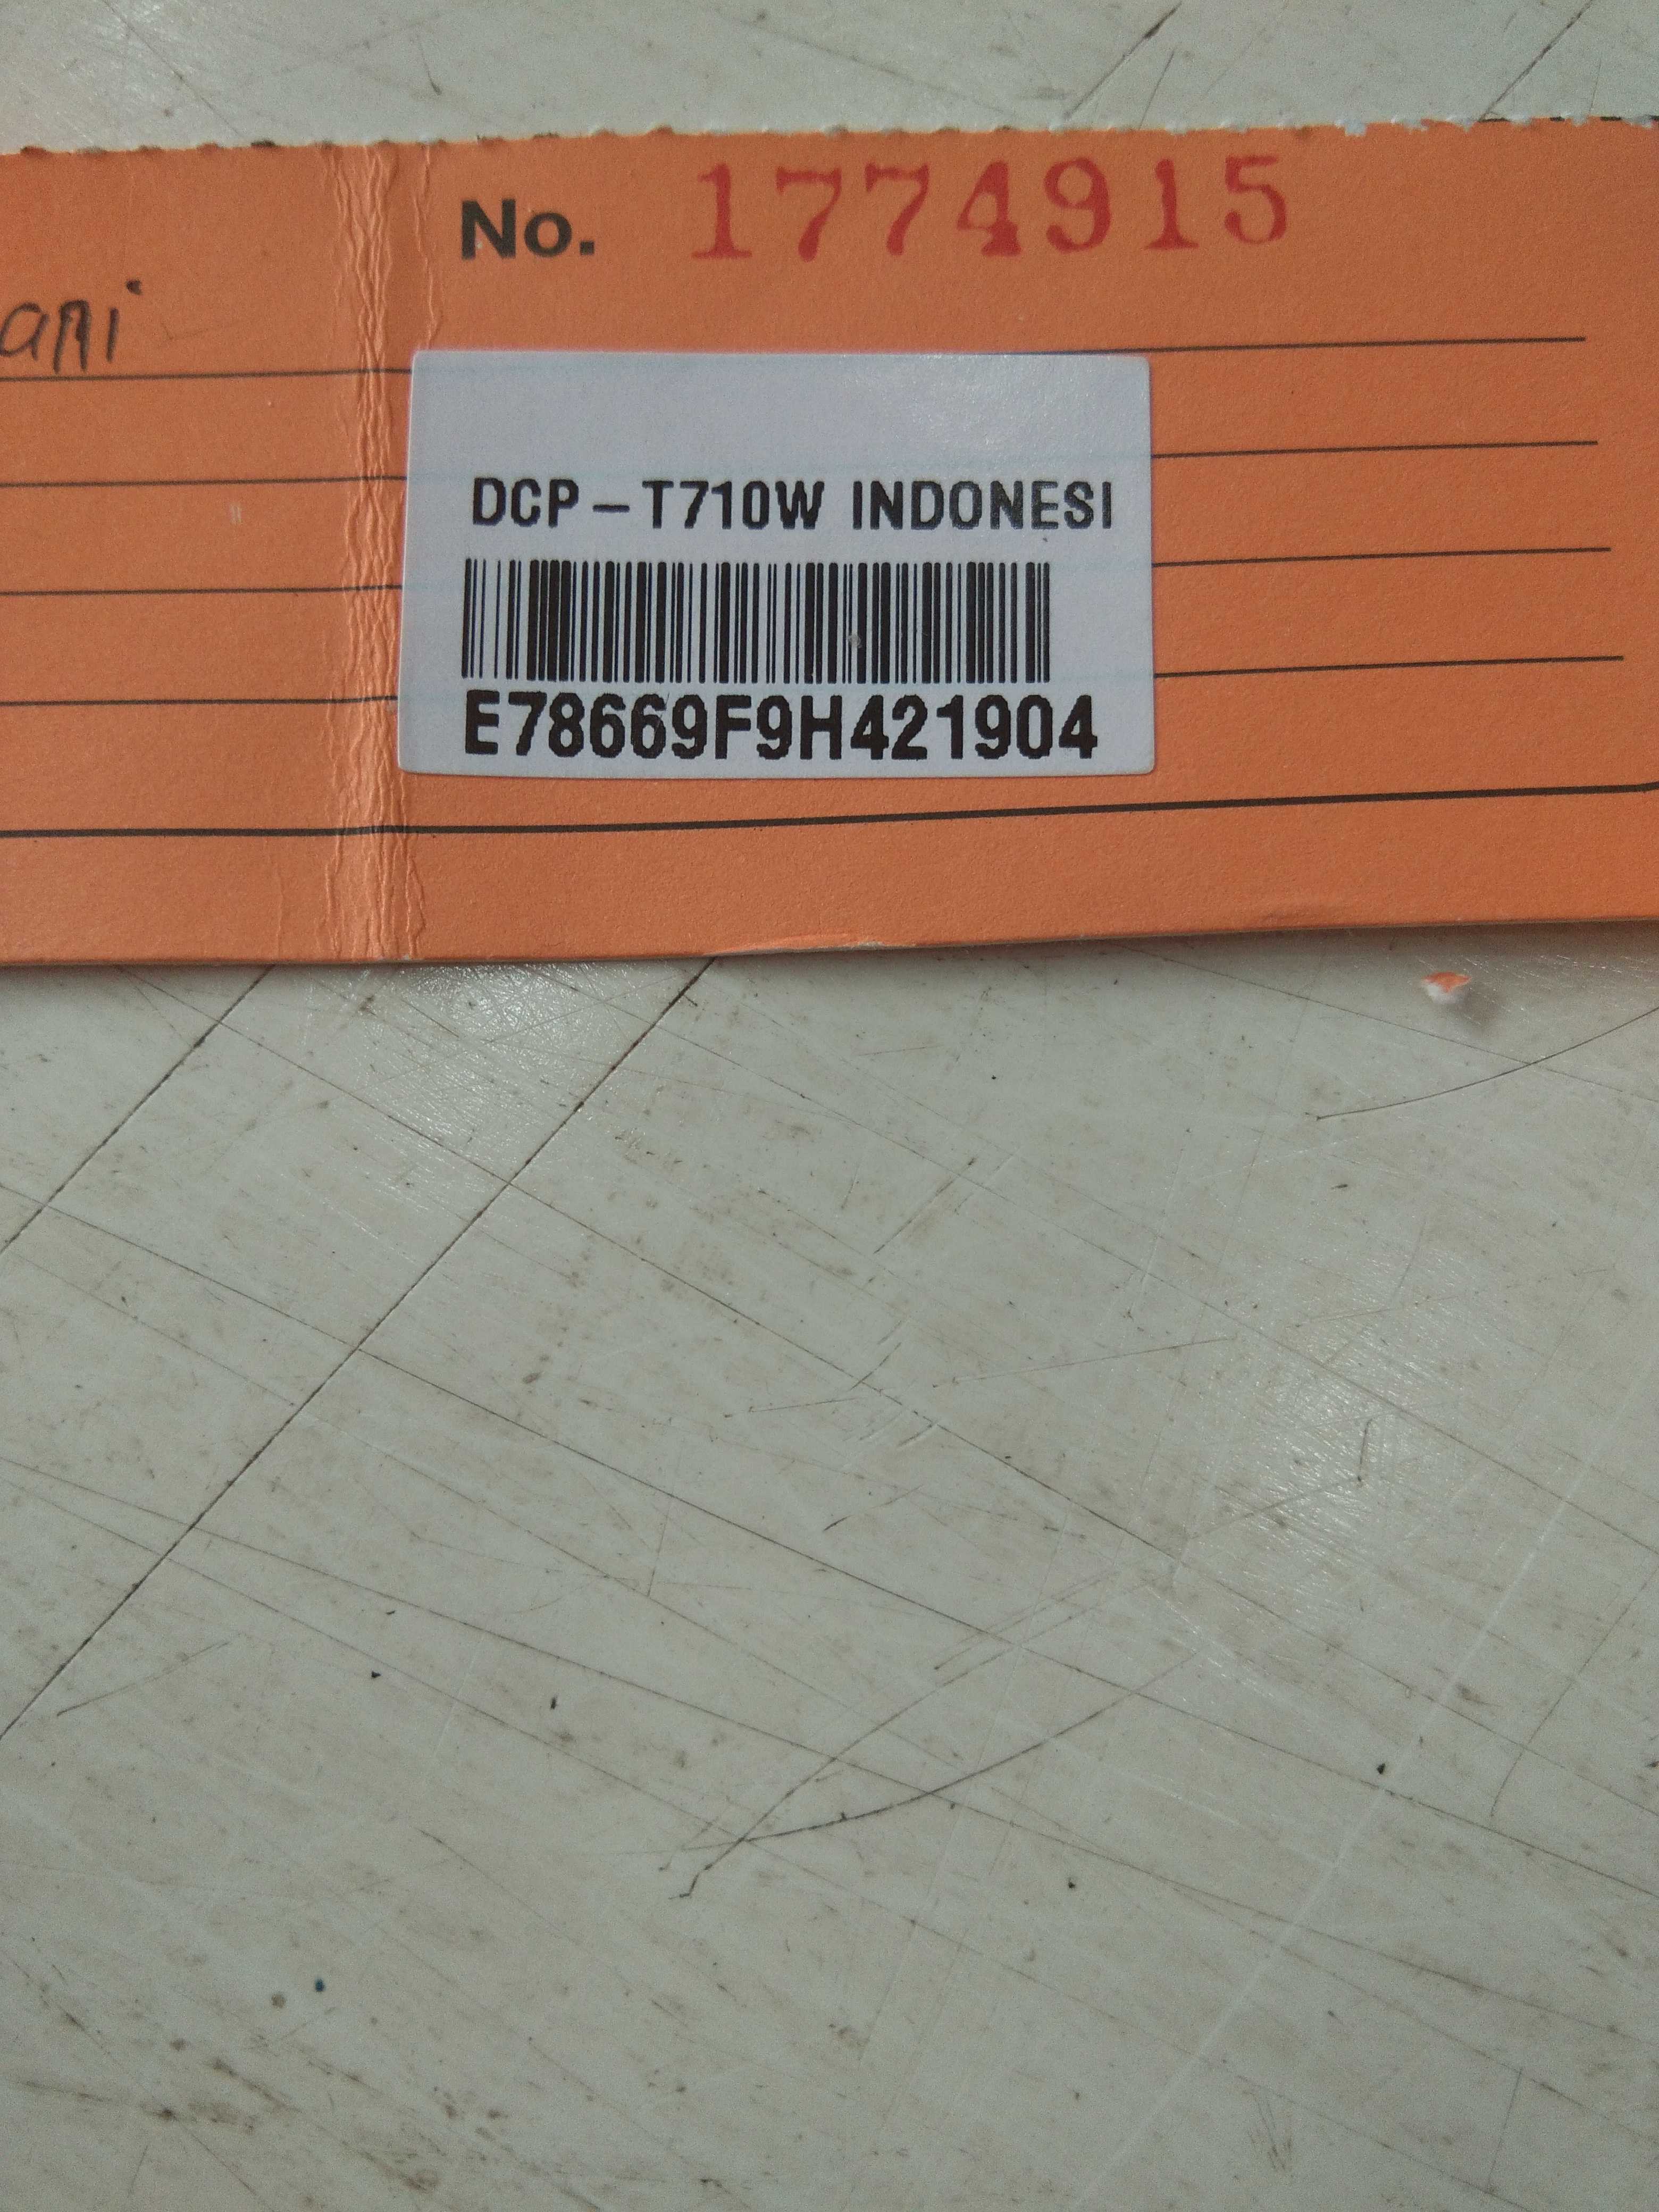 No. 1774915
ani
DCP-T710W INDONESI
E78669F9H421904